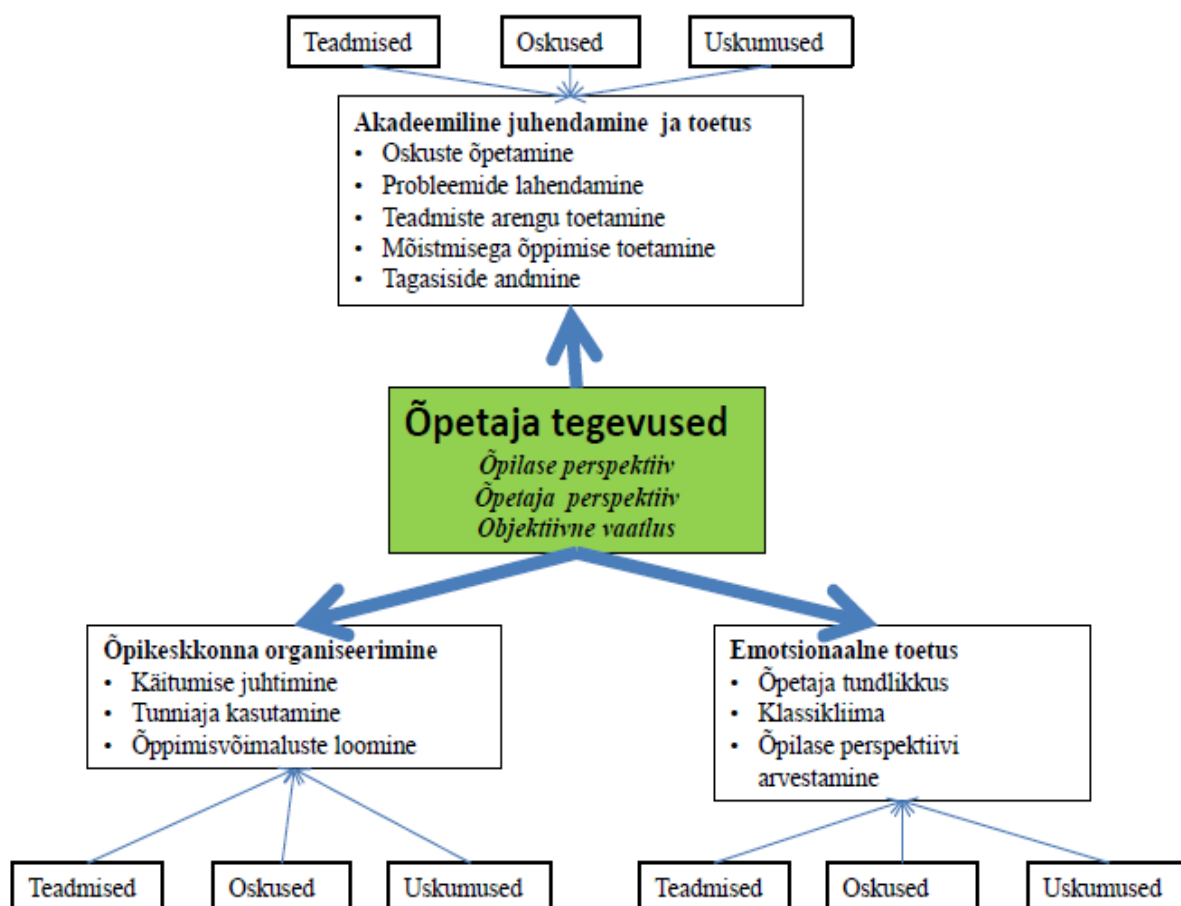 Teadmised
Oskused
Uskumused
Akadeemiline juhendamine ja toetus
• Oskuste õpetamine
• Probleemide lahendamine
• Teadmiste arengu toetamine
• Mõistmisega õppimise toetamine
• Tagasiside andmine
Õpetaja tegevused
Õpilase perspektiiv
Õpetaja perspektiiv
Objektiivne vaatlus
Õpikeskkonna organiseerimine
• Käitumise juhtimine
• Tunniaja kasutamine
• Õppimisvõimaluste loomine
Emotsionaalne toetus
• Õpetaja tundlikkus
• Klassikliima
• Õpilase perspektiivi
arvestamine
Teadmised
Oskused
Uskumused
Teadmised
Oskused
Uskumused